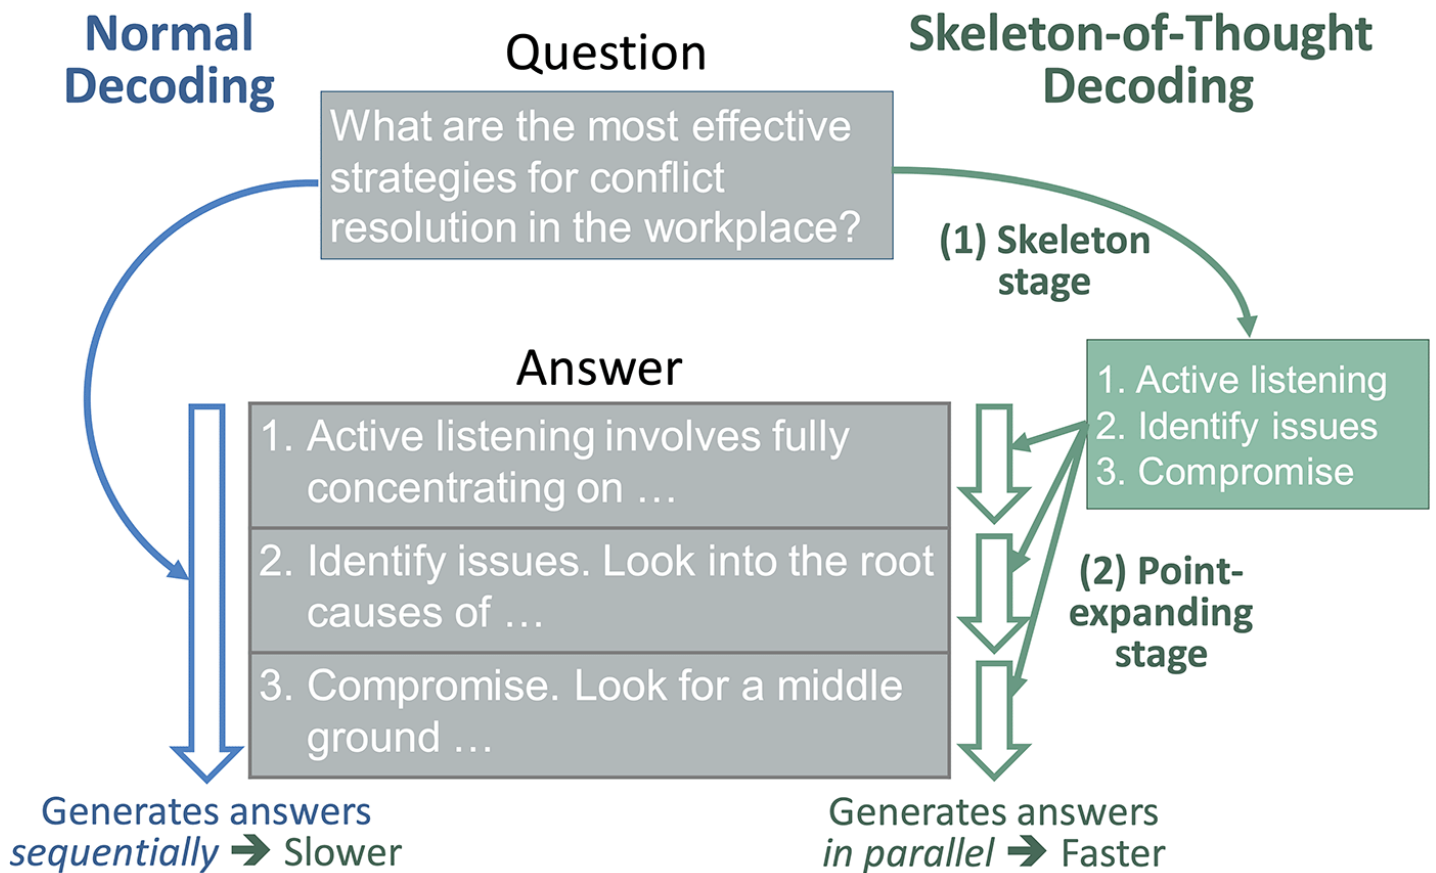 Normal
Decoding
Question
Skeleton-of-Thought
Decoding
What are the most effective
strategies for conflict
resolution in the workplace?
(1) Skeleton
stage
1. Active listening
2. Identify issues
3. Compromise
Answer
1. Active listening involves fully
concentrating on …
2. Identify issues. Look into the root
causes of …
3. Compromise. Look for a middle
ground …
(2) Point-
expanding
stage
Generates answers
sequentially ➔ Slower
Generates answers
in parallel ➔ Faster